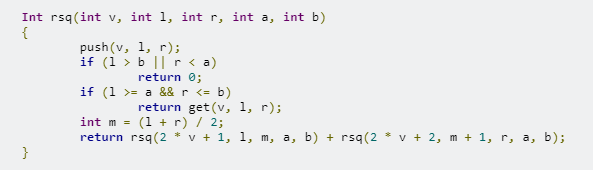 Int rsq(int v, int l, int r, int a, int b)
{
        push(v, l, r);
        if (l > b || r < a)
                return 0;
        if (l >= a && r <= b)
                return get(v, l, r);
        int m = (l + r) / 2;
        return rsq(2 * v + 1, l, m, a, b) + rsq(2 * v + 2, m + 1, r, a, b);
}